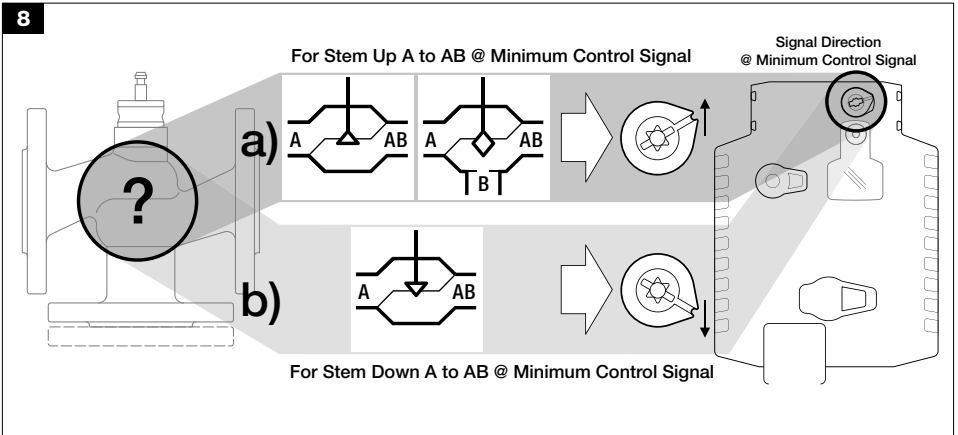 8
For Stem Up A to AB @ Minimum Control Signal
Signal Direction
@ Minimum Control Signal
a)
A
AB
A
AB
B
?
b)
A
AB
For Stem Down A to AB @ Minimum Control Signal